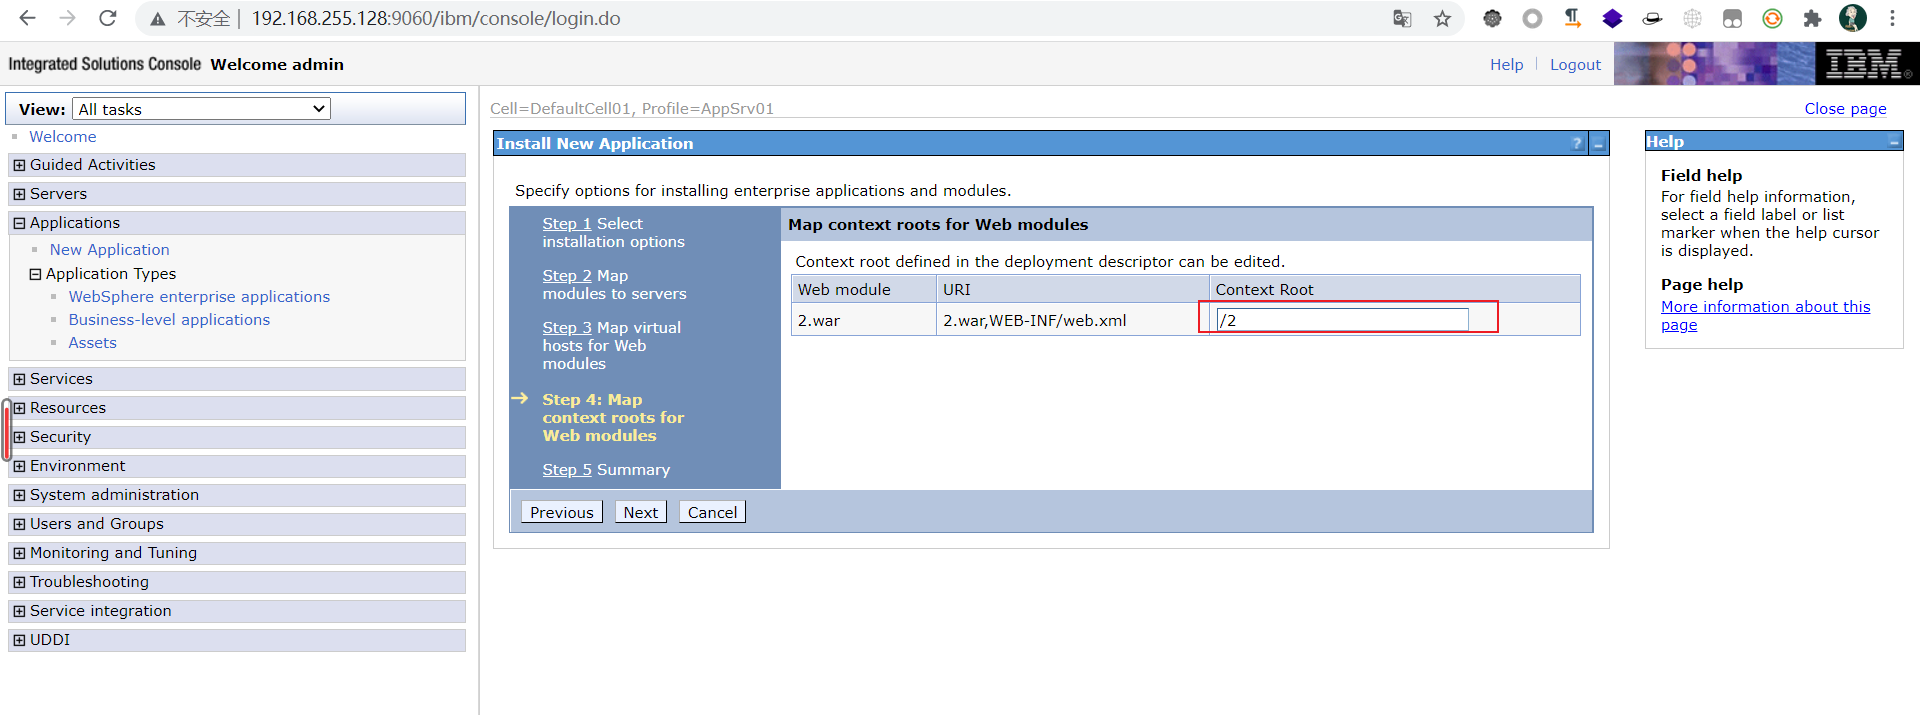 不安全 | 192.168.255.128:9060/ibm/console/login.do
Integrated Solutions Console Welcome admin
Help | Logout
IBM®
View: All tasks
Welcome
Guided Activities
Servers
Applications
New Application
Application Types
WebSphere enterprise applications
Business-level applications
Assets
Services
Resources
Security
Environment
System administration
Users and Groups
Monitoring and Tuning
Troubleshooting
Service integration
UDDI
Cell=DefaultCell01, Profile=AppSrv01
Close page
Install New Application
?
Specify options for installing enterprise applications and modules.
Step 1 Select
installation options
Step 2 Map
modules to servers
Step 3 Map virtual
hosts for Web
modules
Step 4: Map
context roots for
Web modules
Step 5 Summary
Map context roots for Web modules
Context root defined in the deployment descriptor can be edited.
Web module URI Context Root
2.war 2.war,WEB-INF/web.xml /2
Previous Next Cancel
Help
Field help
For field help information,
select a field label or list
marker when the help cursor
is displayed.
Page help
More information about this
page